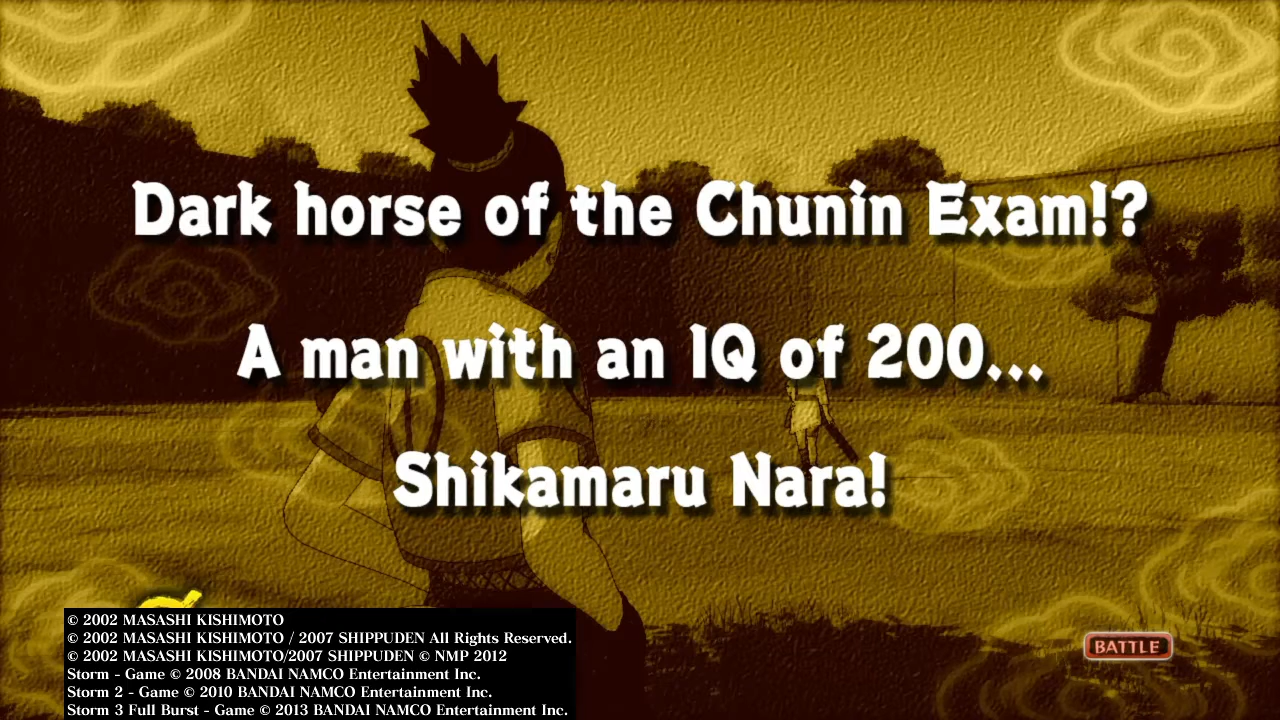 Dark horse of the Chunin Exam!?
A man with an IQ of 200...
Shikamaru Nara!
BATTLE
© 2002 MASASHI KISHIMOTO
© 2002 MASASHI KISHIMOTO / 2007 SHIPPUDEN All Rights Reserved.
© 2002 MASASHI KISHIMOTO/2007 SHIPPUDEN © NMP 2012
Storm - Game © 2008 BANDAI NAMCO Entertainment Inc.
Storm 2 - Game © 2010 BANDAI NAMCO Entertainment Inc.
Storm 3 Full Burst - Game © 2013 BANDAI NAMCO Entertainment Inc.